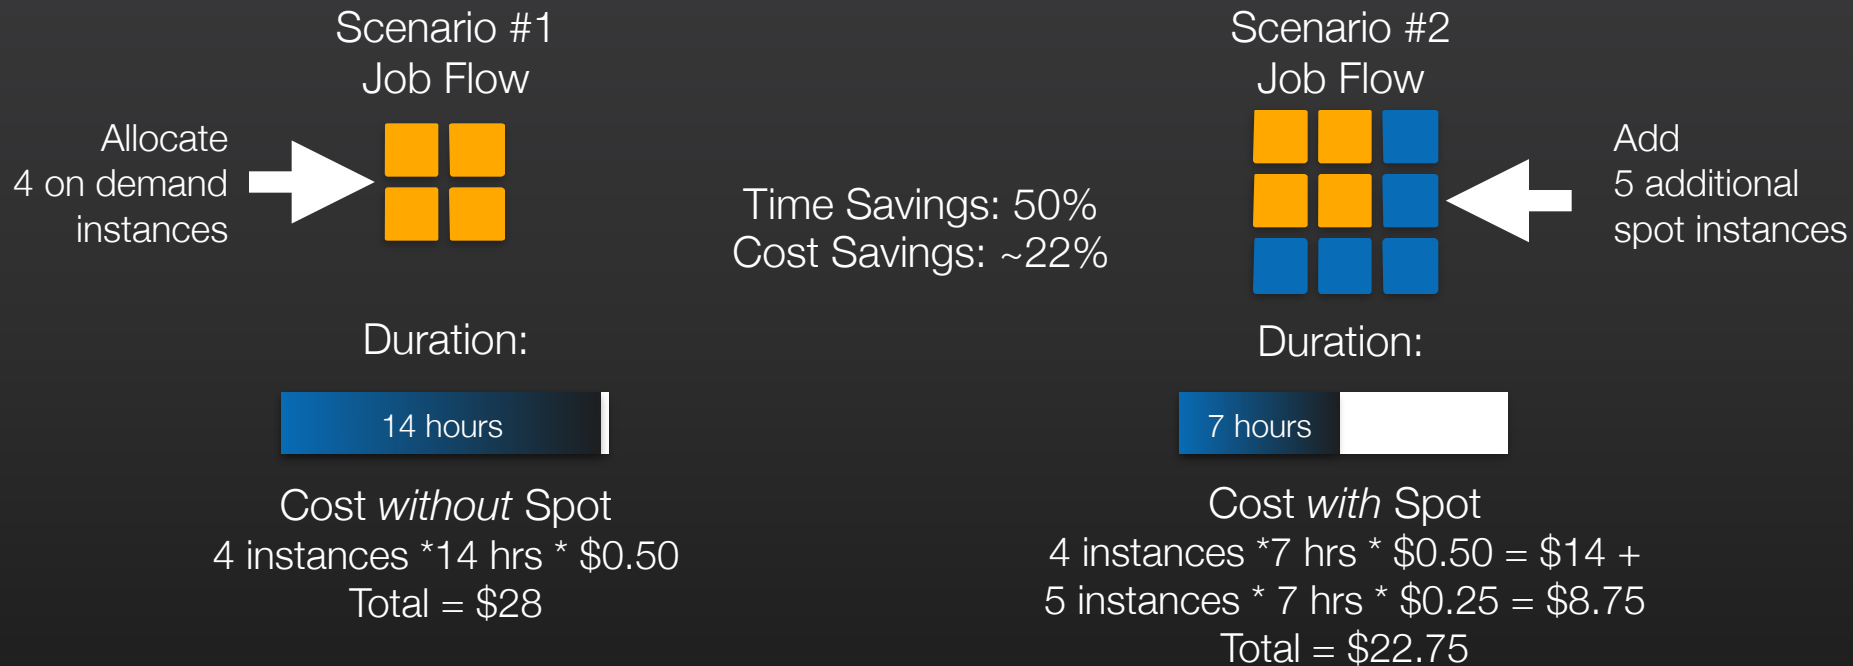 Scenario #1
Job Flow
Allocate
4 on demand
instances
Duration:
14 hours
Cost without Spot
4 instances *14 hrs * $0.50
Total = $28
Time Savings: 50%
Cost Savings: ~22%
Scenario #2
Job Flow
Add
5 additional
spot instances
Duration:
7 hours
Cost with Spot
4 instances *7 hrs * $0.50 = $14 +
5 instances * 7 hrs * $0.25 = $8.75
Total = $22.75